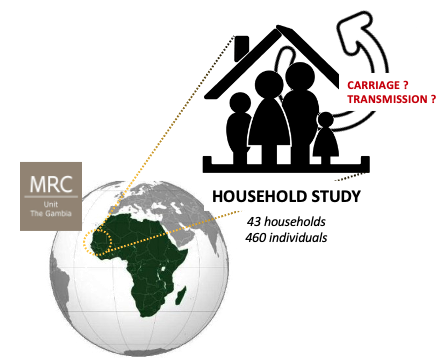 CARRIAGE ?
TRANSMISSION ?
MRC
Unit
The Gambia
HOUSEHOLD STUDY
43 households
460 individuals